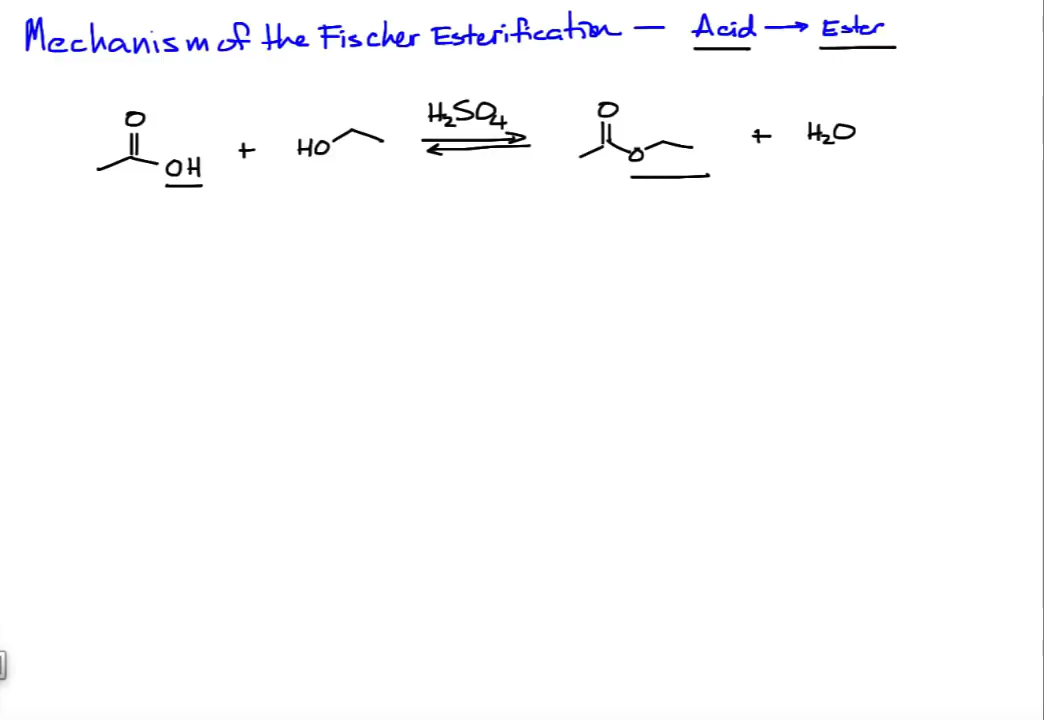 Mechanism of the Fischer Esterification — Acid → Ester
H₂SO₄
O O
OH + HO ⇌ O + H₂O